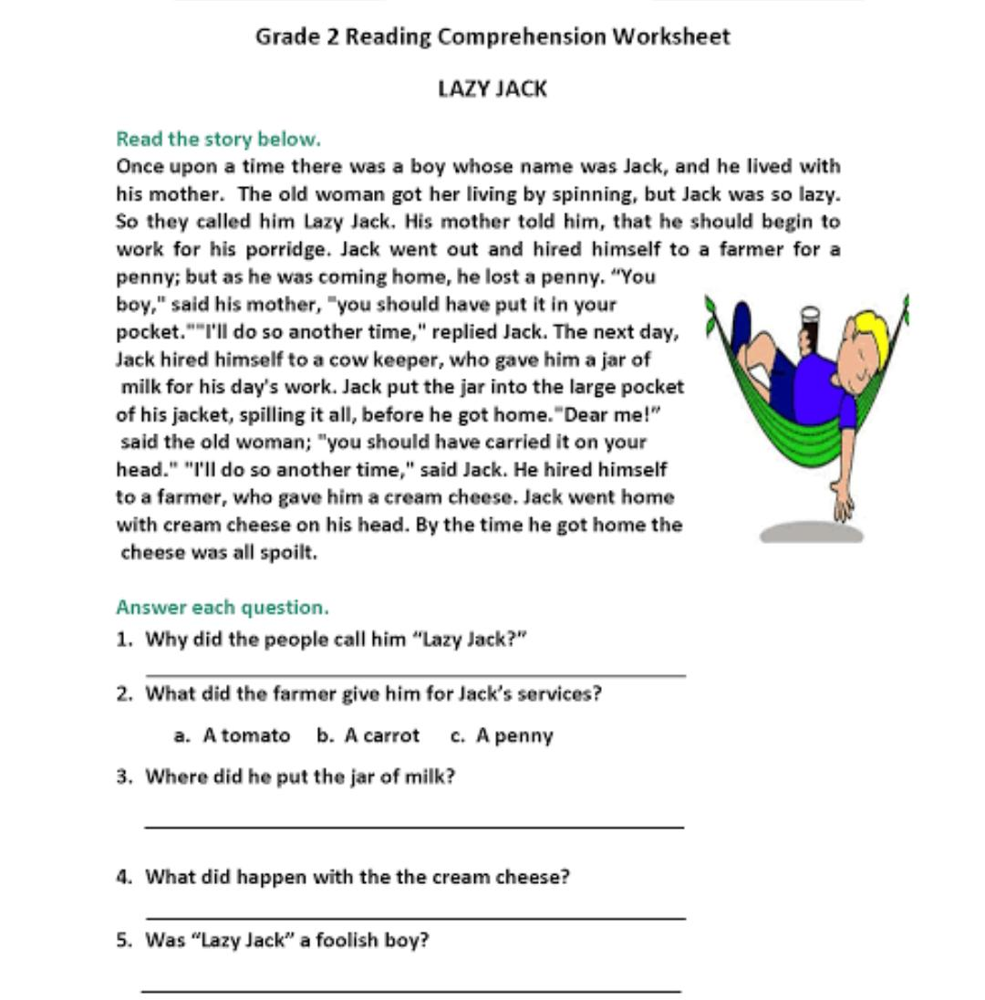 Grade 2 Reading Comprehension Worksheet
LAZY JACK
Read the story below.
Once upon a time there was a boy whose name was Jack, and he lived with
his mother.  The old woman got her living by spinning, but Jack was so lazy.
So they called him Lazy Jack. His mother told him, that he should begin to
work for his porridge. Jack went out and hired himself to a farmer for a
penny; but as he was coming home, he lost a penny. “You
boy," said his mother, "you should have put it in your
pocket.""I'll do so another time," replied Jack. The next day,
Jack hired himself to a cow keeper, who gave him a jar of
milk for his day's work. Jack put the jar into the large pocket
of his jacket, spilling it all, before he got home."Dear me!”
said the old woman; "you should have carried it on your
head." "I'll do so another time," said Jack. He hired himself
to a farmer, who gave him a cream cheese. Jack went home
with cream cheese on his head. By the time he got home the
cheese was all spoilt.
Answer each question.
1. Why did the people call him “Lazy Jack?”
2. What did the farmer give him for Jack’s services?
a. A tomato b. A carrot c. A penny
3. Where did he put the jar of milk?
4. What did happen with the the cream cheese?
5. Was “Lazy Jack” a foolish boy?